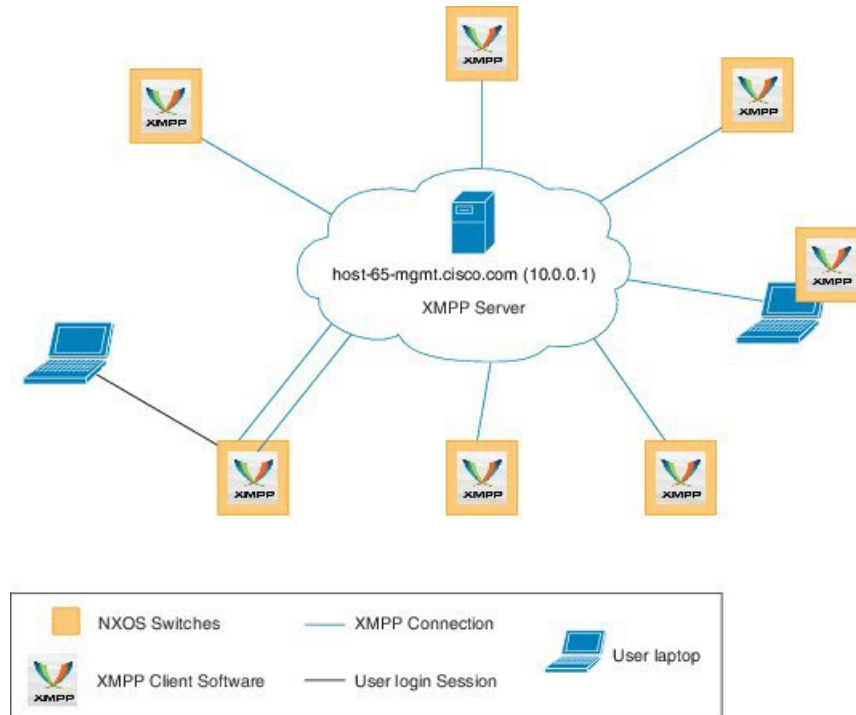 XMPP
XMPP
XMPP
XMPP
host-65-mgmt.cisco.com (10.0.0.1)
XMPP Server
XMPP
XMPP
XMPP
NXOS Switches
XMPP Connection
User laptop
XMPP
XMPP Client Software
User login Session